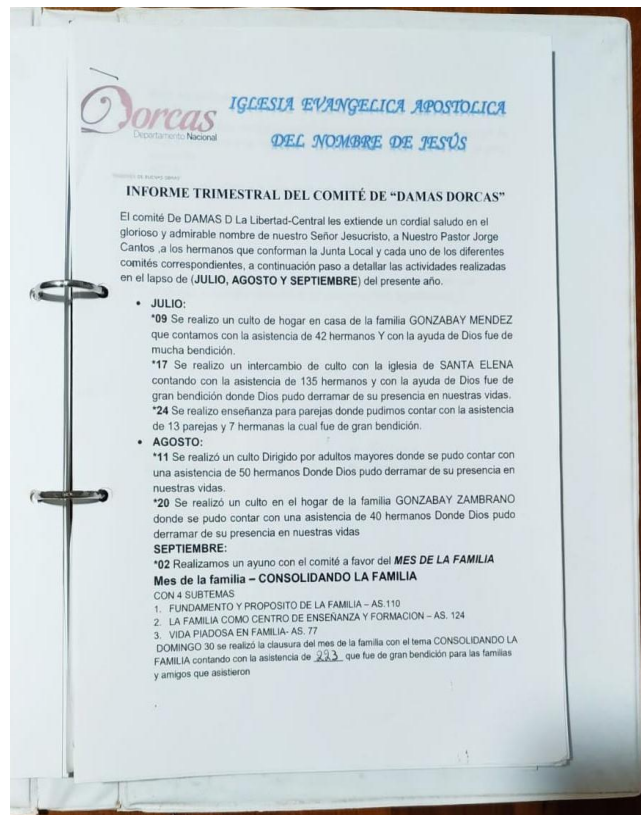 Dorcas
Departamento Nacional
IGLESIA EVANGELICA APOSTOLICA
DEL NOMBRE DE JESÚS
INFORME TRIMESTRAL DEL COMITÉ DE “DAMAS DORCAS”
El comité De DAMAS D La Libertad-Central les extiende un cordial saludo en el
glorioso y admirable nombre de nuestro Señor Jesucristo, a Nuestro Pastor Jorge
Cantos ,a los hermanos que conforman la Junta Local y cada uno de los diferentes
comités correspondientes, a continuación paso a detallar las actividades realizadas
en el lapso de (JULIO, AGOSTO Y SEPTIEMBRE) del presente año.
• JULIO:
*09 Se realizo un culto de hogar en casa de la familia GONZABAY MENDEZ
que contamos con la asistencia de 42 hermanos Y con la ayuda de Dios fue de
mucha bendición.
*17 Se realizo un intercambio de culto con la iglesia de SANTA ELENA
contando con la asistencia de 135 hermanos y con la ayuda de Dios fue de
gran bendición donde Dios pudo derramar de su presencia en nuestras vidas.
*24 Se realizo enseñanza para parejas donde pudimos contar con la asistencia
de 13 parejas y 7 hermanas la cual fue de gran bendición.
• AGOSTO:
*11 Se realizó un culto Dirigido por adultos mayores donde se pudo contar con
una asistencia de 50 hermanos Donde Dios pudo derramar de su presencia en
nuestras vidas.
*20 Se realizó un culto en el hogar de la familia GONZABAY ZAMBRANO
donde se pudo contar con una asistencia de 40 hermanos Donde Dios pudo
derramar de su presencia en nuestras vidas
SEPTIEMBRE:
*02 Realizamos un ayuno con el comité a favor del MES DE LA FAMILIA
Mes de la familia – CONSOLIDANDO LA FAMILIA
CON 4 SUBTEMAS
1. FUNDAMENTO Y PROPOSITO DE LA FAMILIA – AS.110
2. LA FAMILIA COMO CENTRO DE ENSEÑANZA Y FORMACION – AS. 124
3. VIDA PIADOSA EN FAMILIA- AS. 77
DOMINGO 30 se realizó la clausura del mes de la familia con el tema CONSOLIDANDO LA
FAMILIA contando con la asistencia de 223 que fue de gran bendición para las familias
y amigos que asistieron